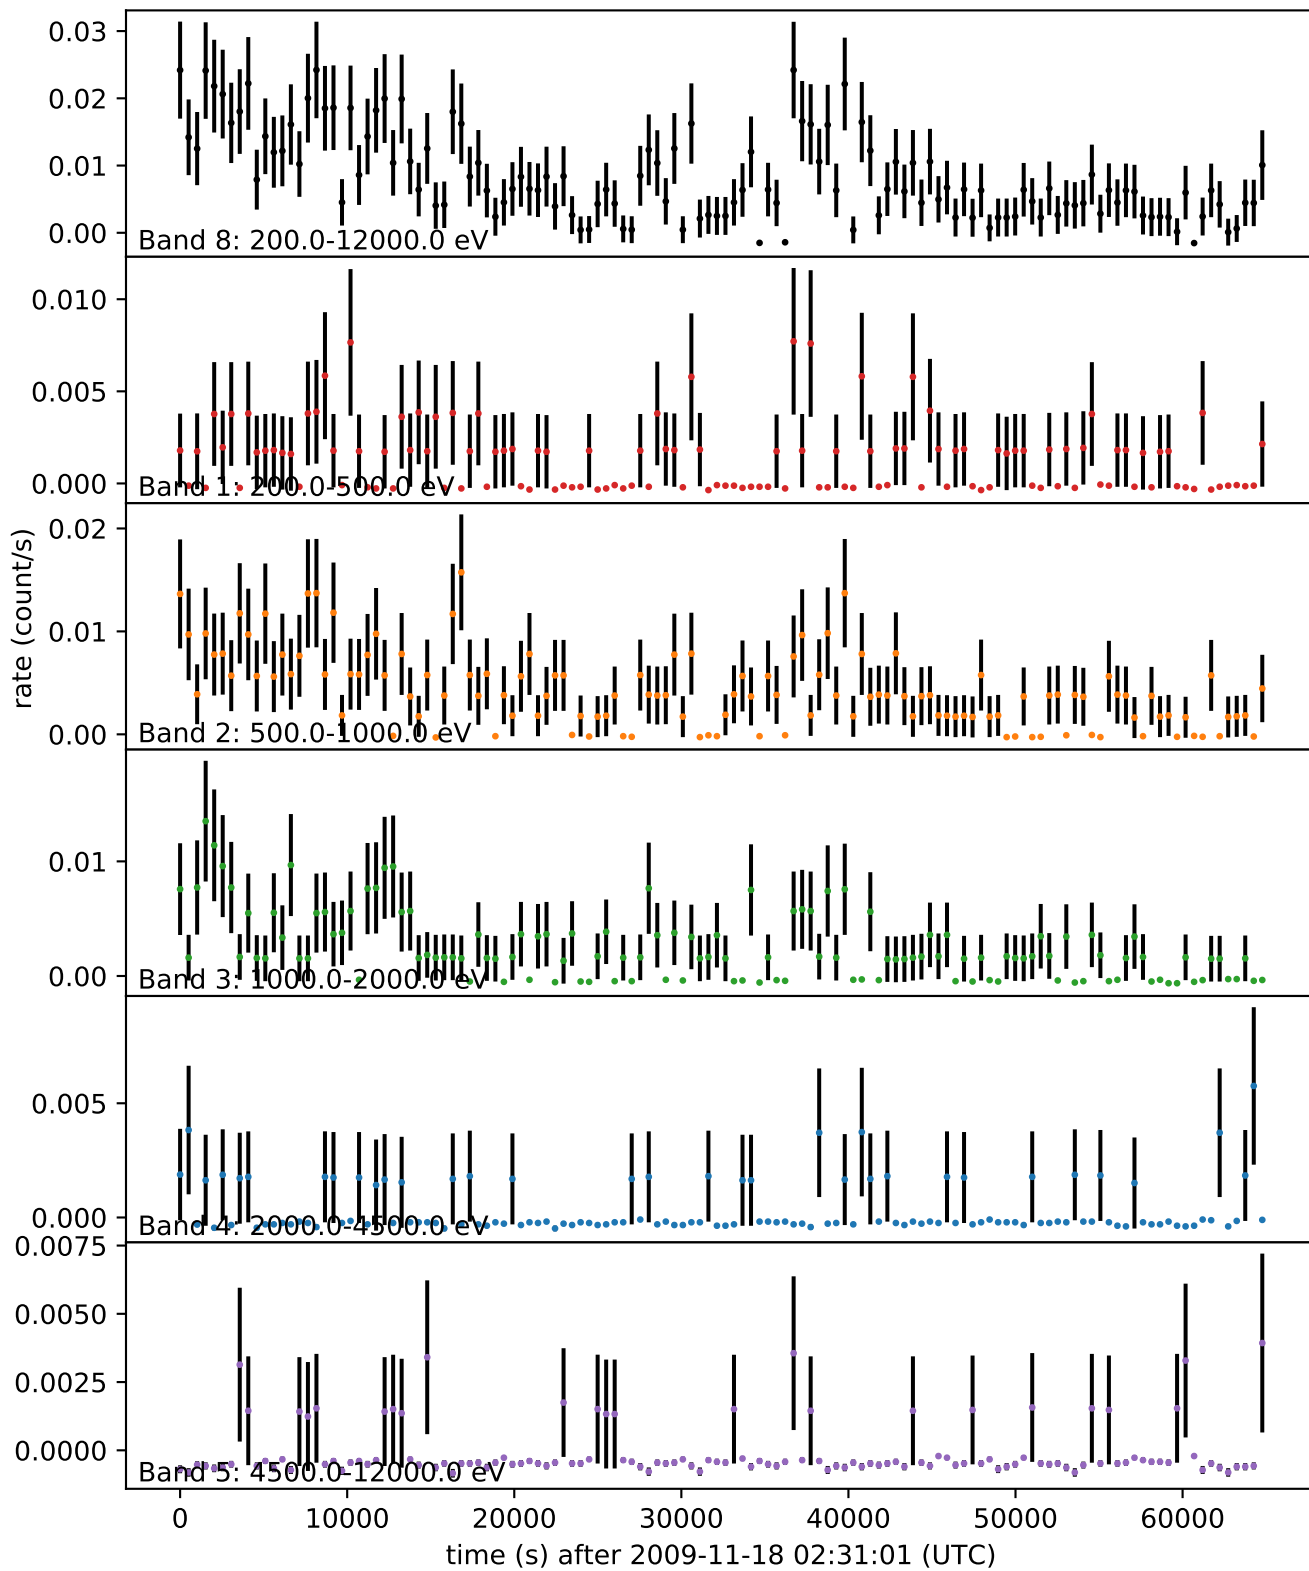 0.03
0.02
0.01
0.00
Band 8: 200.0-12000.0 eV
0.010
0.005
0.000
Band 1: 200.0-500.0 eV
rate (count/s)
0.02
0.01
0.00
Band 2: 500.0-1000.0 eV
0.01
0.00
Band 3: 1000.0-2000.0 eV
0.005
0.000
Band 4: 2000.0-4500.0 eV
0.0075
0.0050
0.0025
0.0000
Band 5: 4500.0-12000.0 eV
0 10000 20000 30000 40000 50000 60000
time (s) after 2009-11-18 02:31:01 (UTC)